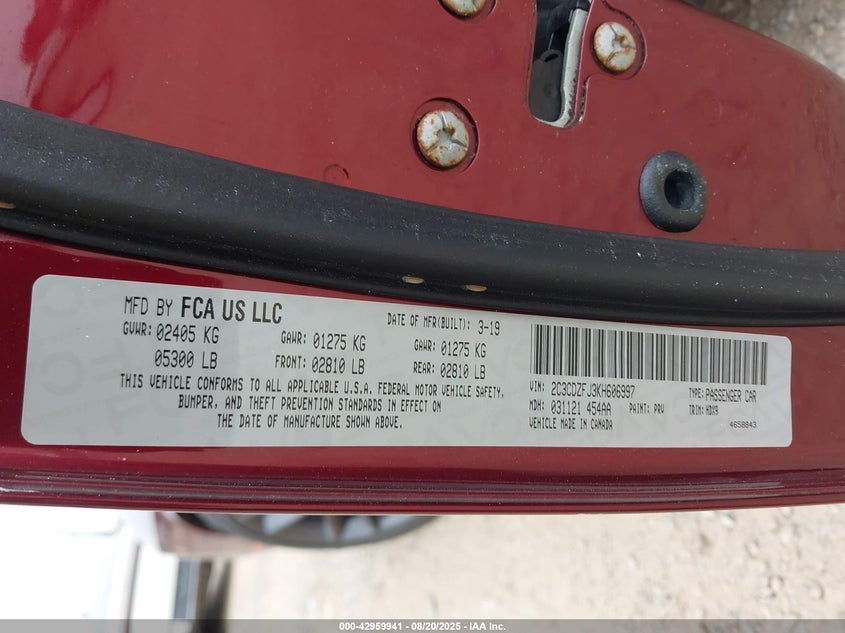 MFD BY FCA US LLC
DATE OF MFR(BUILT): 3-19
GVWR: 02405 KG
05300 LB
GAWR: 01275 KG
FRONT: 02810 LB
GAWR: 01275 KG
REAR: 02810 LB
THIS VEHICLE CONFORMS TO ALL APPLICABLE U.S.A. FEDERAL MOTOR VEHICLE SAFETY,
BUMPER, AND THEFT PREVENTION STANDARDS IN EFFECT ON
THE DATE OF MANUFACTURE SHOWN ABOVE.
VIN: 2C3CDZFJ3KH606997
TYPE: PASSENGER CAR
MDH: 031121 454AA
PAINT: PRV
TRIM: HDX9
VEHICLE MADE IN CANADA
4658843
000-42959941 - 08/20/2025 - IAA Inc.